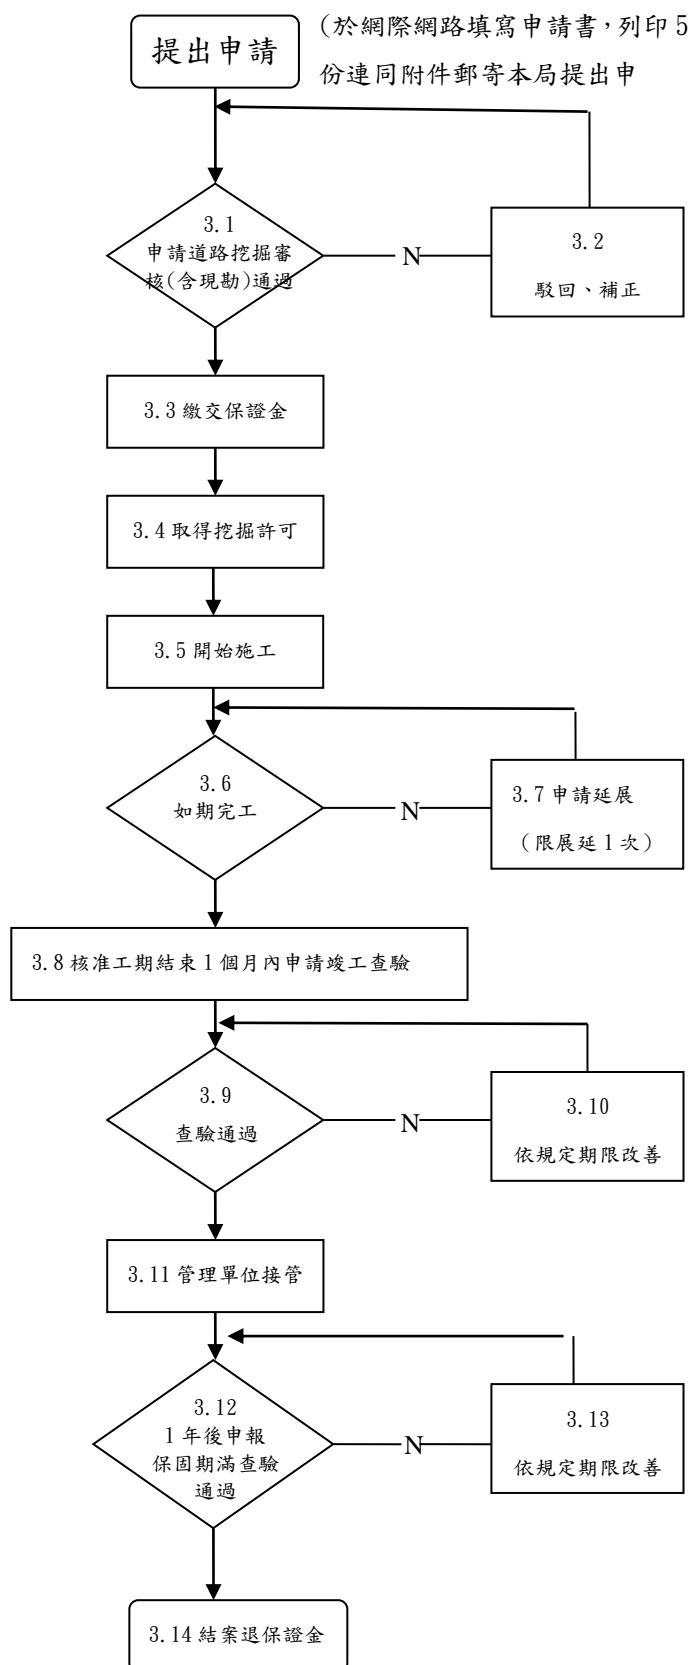 提出申請
(於網際網路填寫申請書，列印 5
份連同附件郵寄本局提出申
3.1
申請道路挖掘審
核(含現勘)通過
N
3.2
駁回、補正
3.3 繳交保證金
3.4 取得挖掘許可
3.5 開始施工
3.6
如期完工
N
3.7 申請延展
（限展延 1 次）
3.8 核准工期結束 1 個月內申請竣工查驗
3.9
查驗通過
N
3.10
依規定期限改善
3.11 管理單位接管
3.12
1 年後申報
保固期滿查驗
通過
N
3.13
依規定期限改善
3.14 結案退保證金